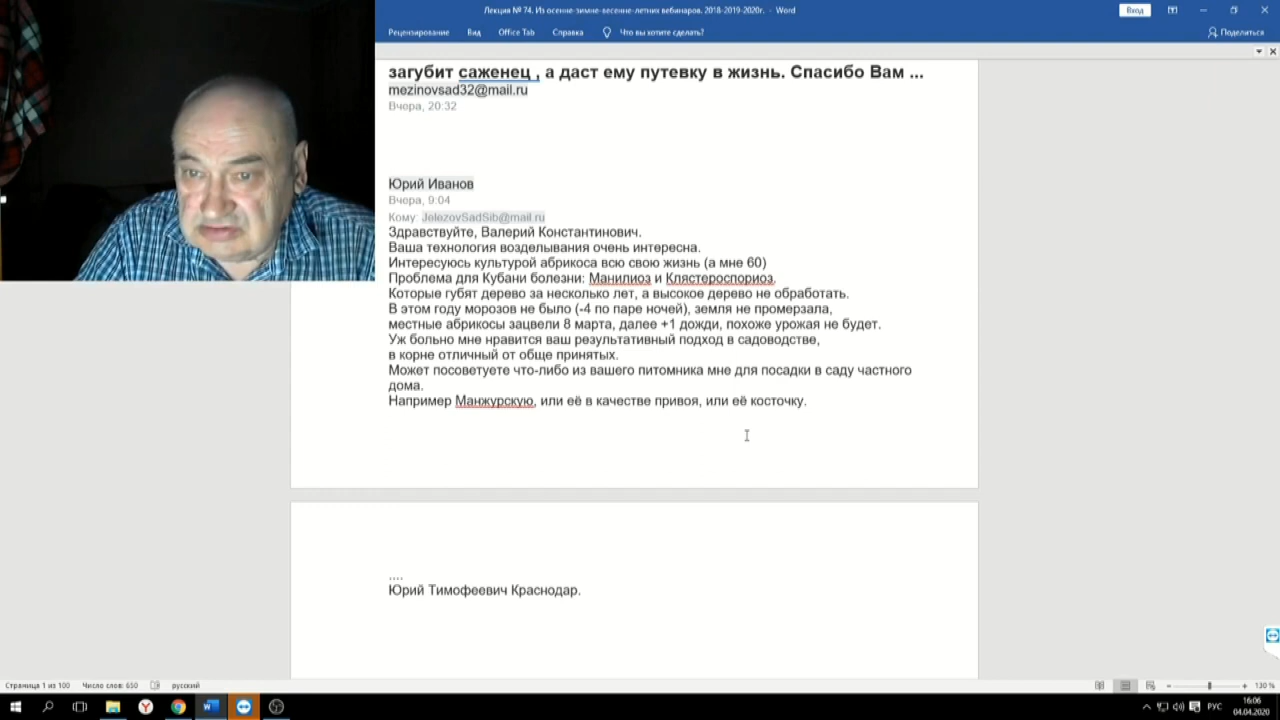 Лекция № 74. Из осенне-зимне-весенне-летних вебинаров. 2018-2019-2020г. - Word
Вход
Рецензирование Вид Office Tab Справка Что вы хотите сделать? Поделиться
загубит саженец , а даст ему путевку в жизнь. Спасибо Вам ...
mezinovsad32@mail.ru
Вчера, 20:32
Юрий Иванов
Вчера, 9:04
Кому: JelezovSadSib@mail.ru
Здравствуйте, Валерий Константинович.
Ваша технология возделывания очень интересна.
Интересуюсь культурой абрикоса всю свою жизнь (а мне 60)
Проблема для Кубани болезни: Манилиоз и Клястероспориоз.
Которые губят дерево за несколько лет, а высокое дерево не обработать.
В этом году морозов не было (-4 по паре ночей), земля не промерзала,
местные абрикосы зацвели 8 марта, далее +1 дожди, похоже урожая не будет.
Уж больно мне нравится ваш результативный подход в садоводстве,
в корне отличный от обще принятых.
Может посоветуете что-либо из вашего питомника мне для посадки в саду частного
дома.
Например Манжурскую, или её в качестве привоя, или её косточку.
....
Юрий Тимофеевич Краснодар.
Страница 1 из 100 Число слов: 650 русский 130 %
РУС
16:06
04.04.2020